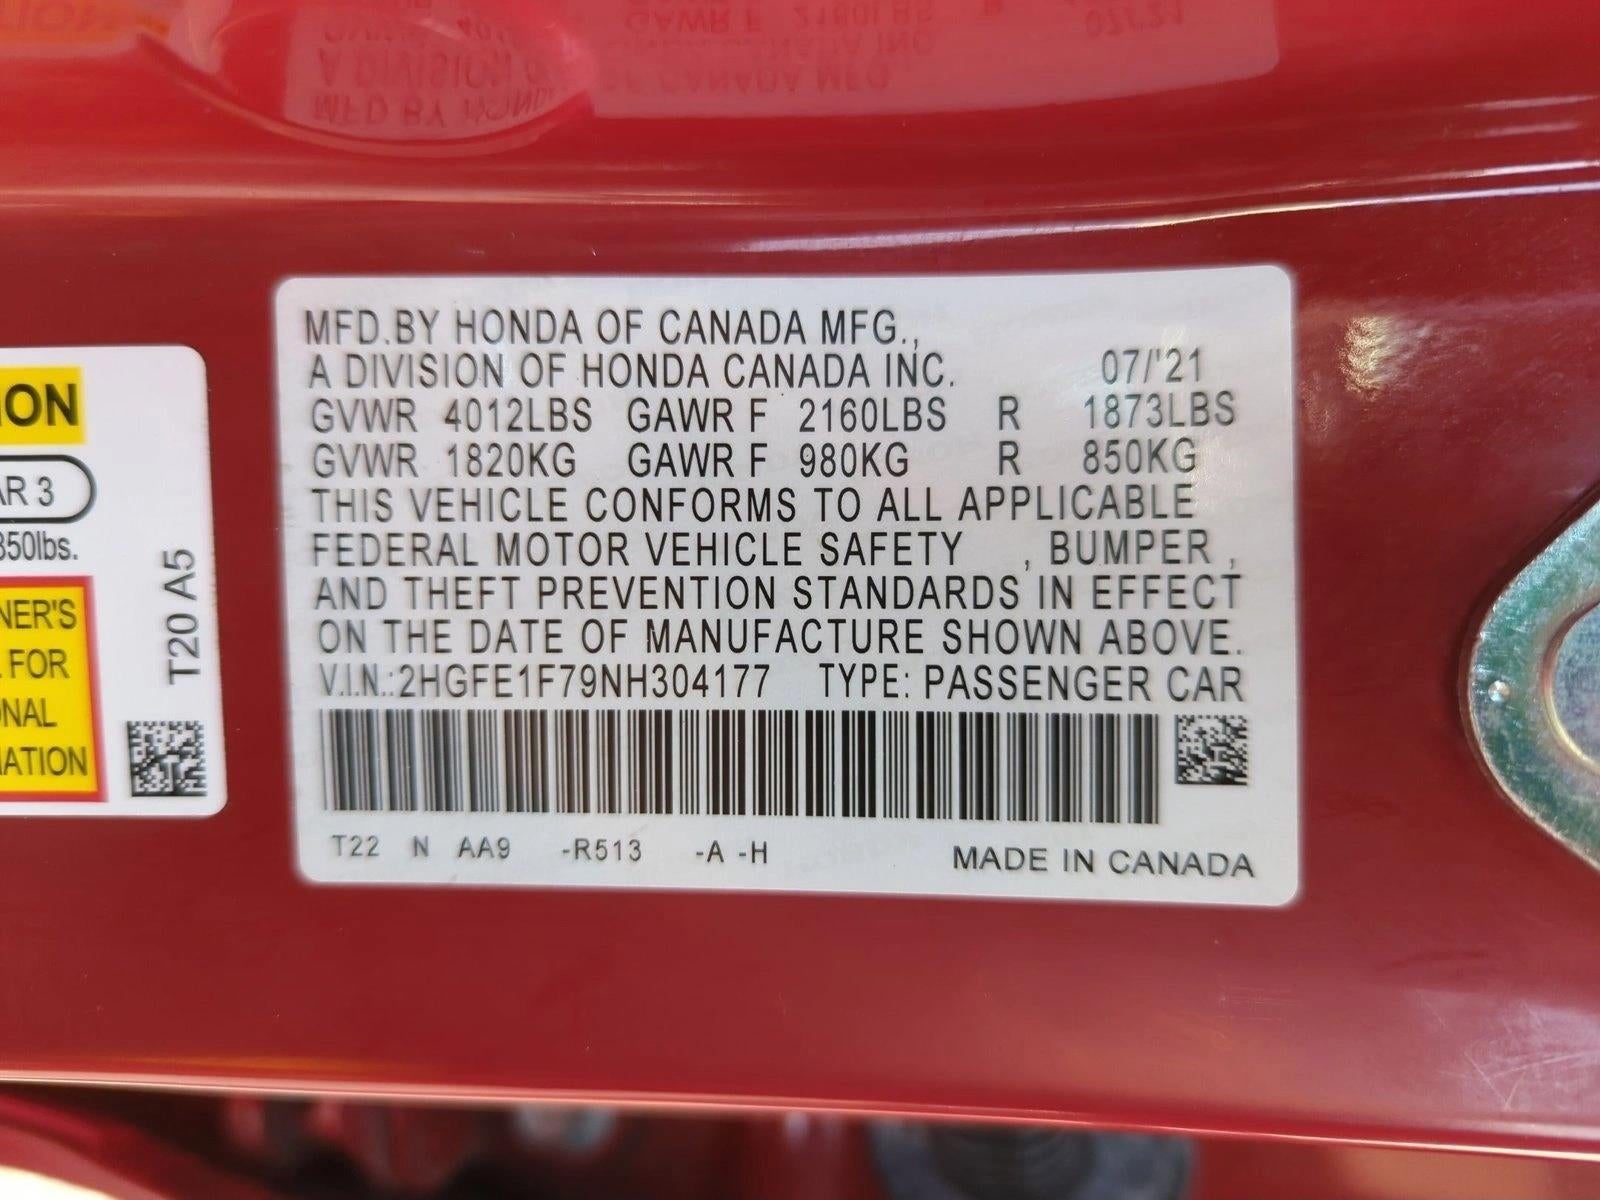 MFD.BY HONDA OF CANADA MFG.,
A DIVISION OF HONDA CANADA INC. 07/'21
GVWR 4012LBS GAWR F 2160LBS R 1873LBS
GVWR 1820KG GAWR F 980KG R 850KG
THIS VEHICLE CONFORMS TO ALL APPLICABLE
FEDERAL MOTOR VEHICLE SAFETY , BUMPER ,
AND THEFT PREVENTION STANDARDS IN EFFECT
ON THE DATE OF MANUFACTURE SHOWN ABOVE.
V.I.N.:2HGFE1F79NH304177 TYPE: PASSENGER CAR
T22 N AA9 -R513 -A -H MADE IN CANADA
ION
AR 3
850lbs.
NER'S
L FOR
ONAL
MATION
T20 A5